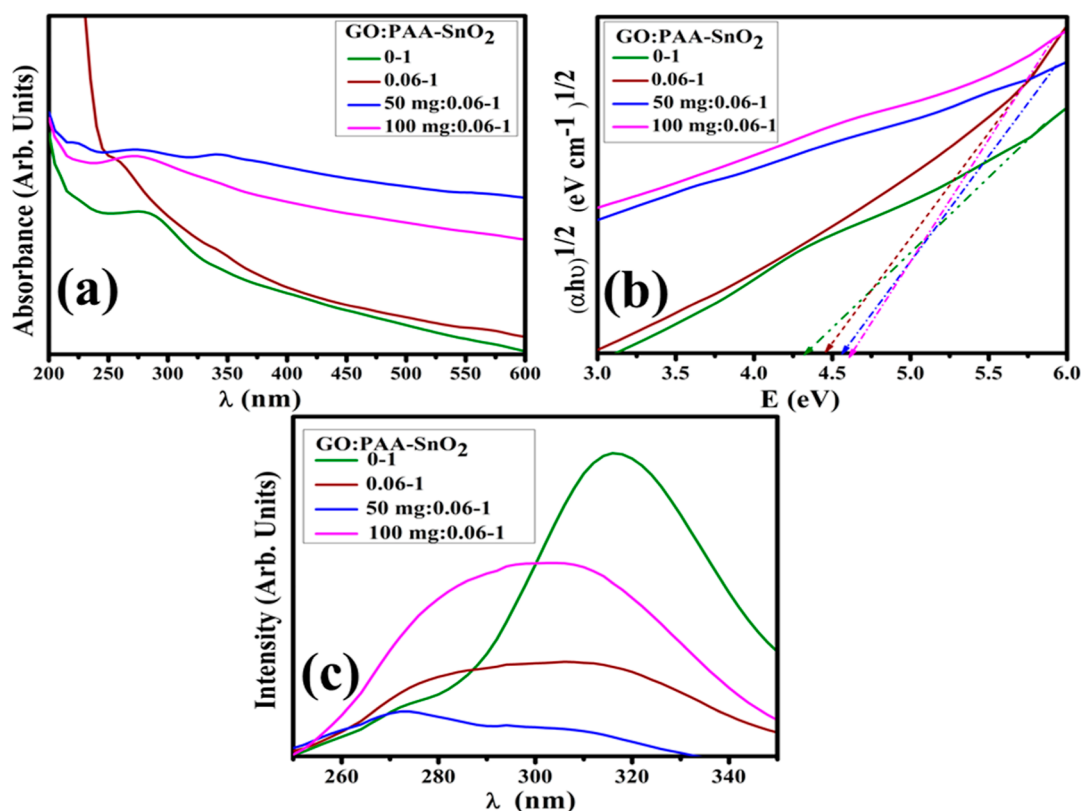 GO:PAA-SnO₂
0-1
0.06-1
50 mg:0.06-1
100 mg:0.06-1
Absorbance (Arb. Units)
(a)
200 250 300 350 400 450 500 550 600
λ (nm)
GO:PAA-SnO₂
0-1
0.06-1
50 mg:0.06-1
100 mg:0.06-1
(αhυ)^1/2 (eV cm⁻¹)^1/2
(b)
3.0 3.5 4.0 4.5 5.0 5.5 6.0
E (eV)
GO:PAA-SnO₂
0-1
0.06-1
50 mg:0.06-1
100 mg:0.06-1
Intensity (Arb. Units)
(c)
260 280 300 320 340
λ (nm)